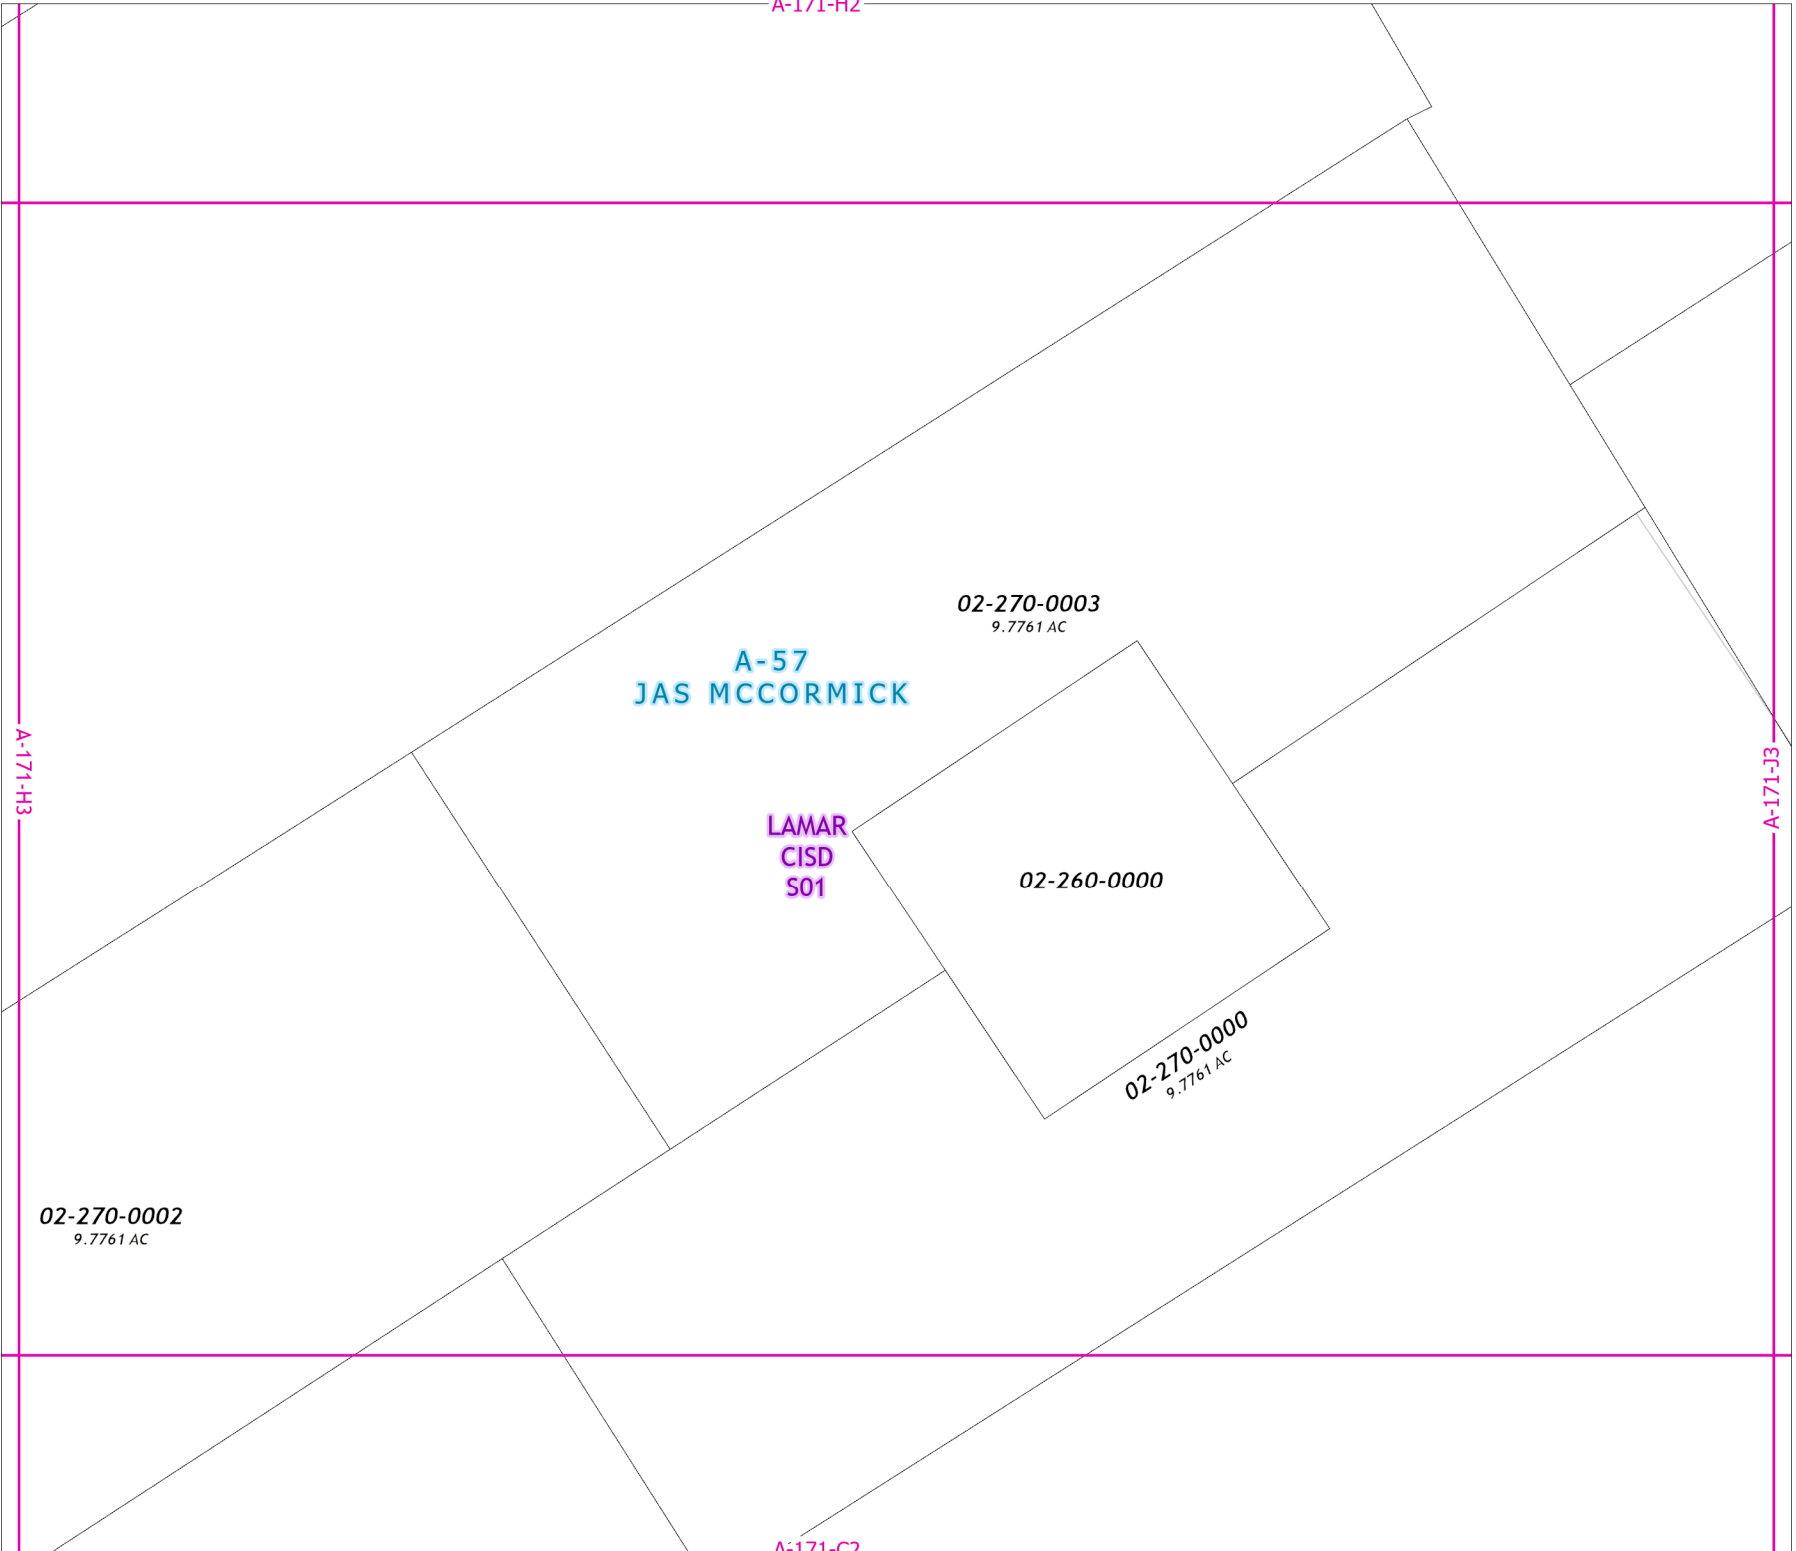 A-171-H2
02-270-0003
9.7761 AC
A-57
JAS MCCORMICK
A-171-H3
A-171-J3
LAMAR
CISD
S01
02-260-0000
02-270-0000
9.7761 AC
02-270-0002
9.7761 AC
A-171-C2